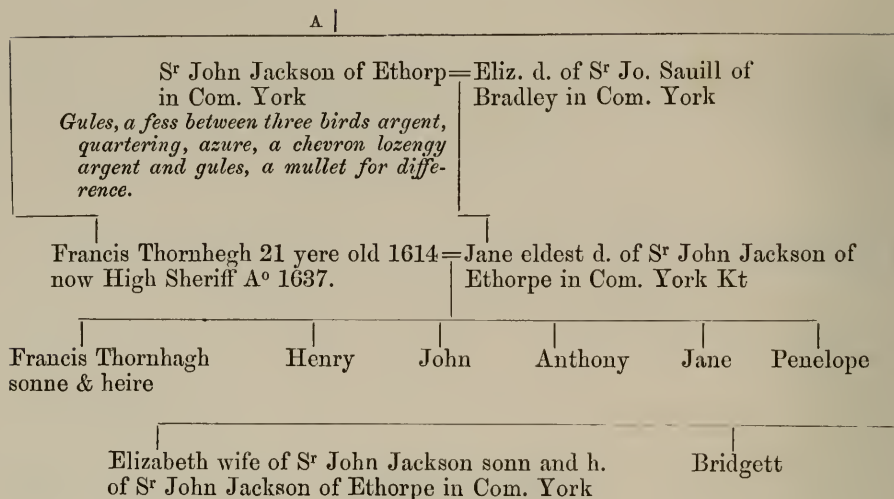 A
Sʳ John Jackson of Ethorp=Eliz. d. of Sʳ Jo. Sauill of
in Com. York Bradley in Com. York
Gules, a fess between three birds argent,
quartering, azure, a chevron lozengy
argent and gules, a mullet for diffe-
rence.
Francis Thornhegh 21 yere old 1614=Jane eldest d. of Sʳ John Jackson of
now High Sheriff Aº 1637. Ethorpe in Com. York Kt
Francis Thornhagh Henry John Anthony Jane Penelope
sonne & heire
Elizabeth wife of Sʳ John Jackson sonn and h. Bridgett
of Sʳ John Jackson of Ethorpe in Com. York